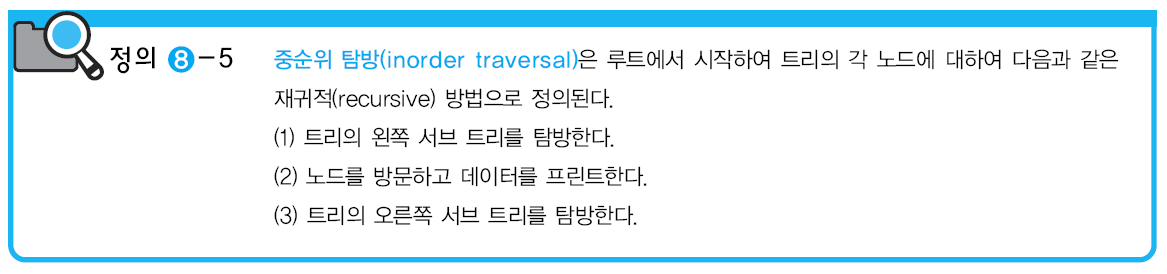 정의 8-5
중순위 탐방(inorder traversal)은 루트에서 시작하여 트리의 각 노드에 대하여 다음과 같은
재귀적(recursive) 방법으로 정의된다.
(1) 트리의 왼쪽 서브 트리를 탐방한다.
(2) 노드를 방문하고 데이터를 프린트한다.
(3) 트리의 오른쪽 서브 트리를 탐방한다.